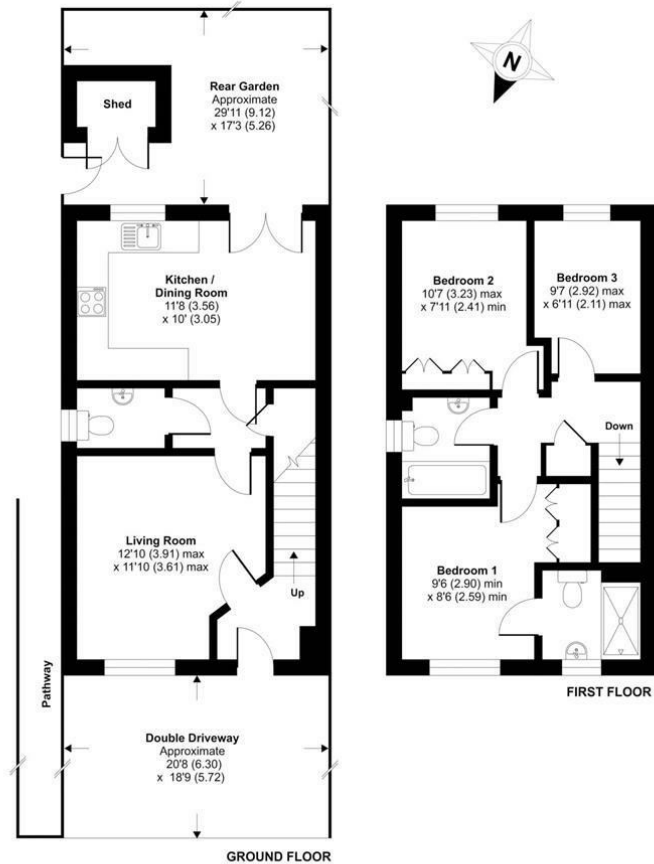 N
Rear Garden
Approximate
29'11 (9.12)
x 17'3 (5.26)
Shed
Kitchen /
Dining Room
11'8 (3.56)
x 10' (3.05)
Living Room
12'10 (3.91) max
x 11'10 (3.61) max
Up
Pathway
Double Driveway
Approximate
20'8 (6.30)
x 18'9 (5.72)
GROUND FLOOR
Bedroom 2
10'7 (3.23) max
x 7'11 (2.41) min
Bedroom 3
9'7 (2.92) max
x 6'11 (2.11) max
Down
Bedroom 1
9'6 (2.90) min
x 8'6 (2.59) min
FIRST FLOOR